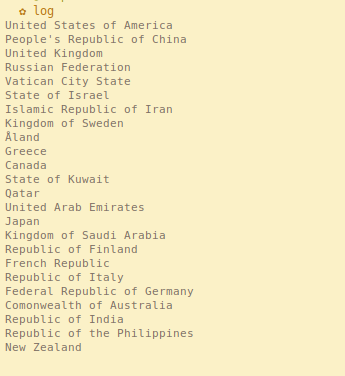 ✿ log
United States of America
People's Republic of China
United Kingdom
Russian Federation
Vatican City State
State of Israel
Islamic Republic of Iran
Kingdom of Sweden
Åland
Greece
Canada
State of Kuwait
Qatar
United Arab Emirates
Japan
Kingdom of Saudi Arabia
Republic of Finland
French Republic
Republic of Italy
Federal Republic of Germany
Comonwealth of Australia
Republic of India
Republic of the Philippines
New Zealand